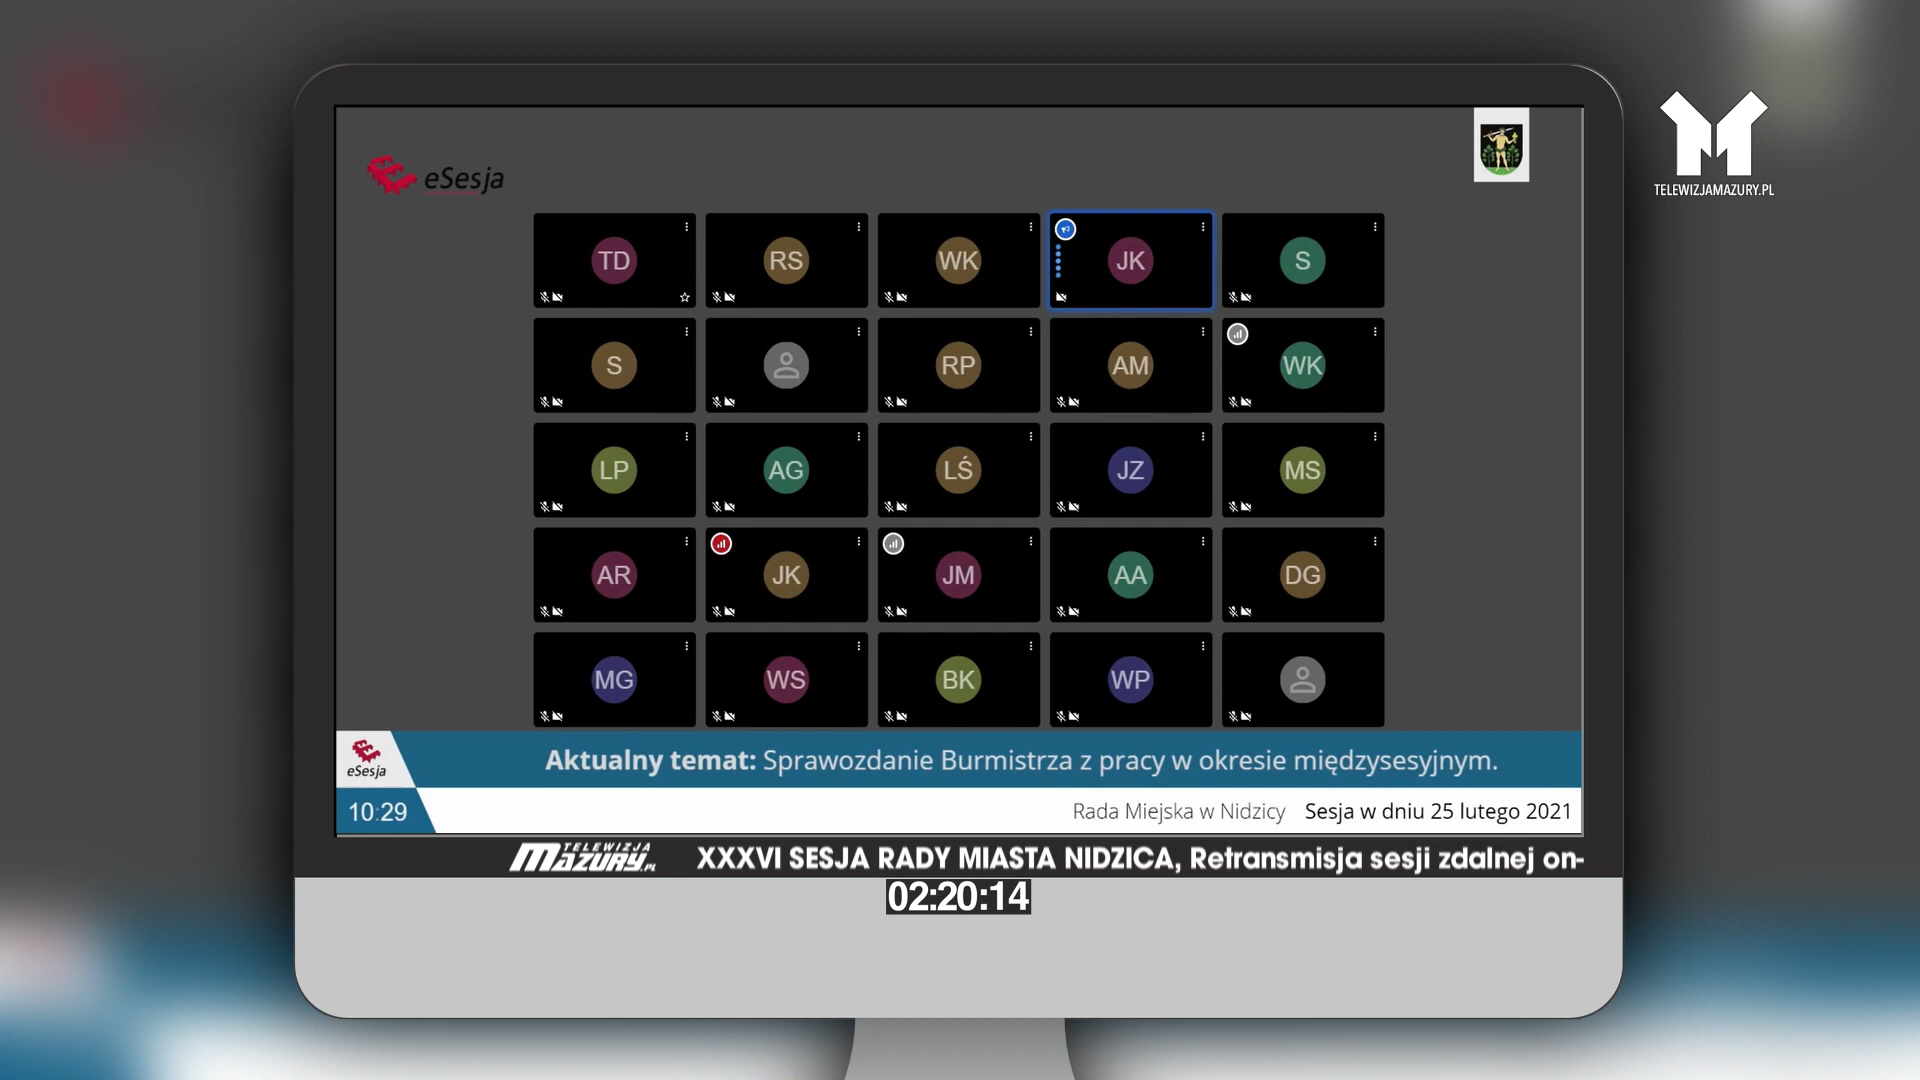 TELEWIZJAMAZURY.PL
eSesja
TD RS WK JK S
S RP AM WK
LP AG LŚ JZ MS
AR JK JM AA DG
MG WS BK WP
eSesja
Aktualny temat: Sprawozdanie Burmistrza z pracy w okresie międzysesyjnym.
10:29
Rada Miejska w Nidzicy Sesja w dniu 25 lutego 2021
TELEWIZJA MAZURY.PL XXXVI SESJA RADY MIASTA NIDZICA, Retransmisja sesji zdalnej on-
02:20:14